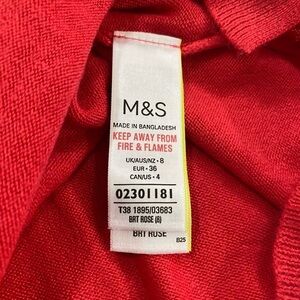 M&S
MADE IN BANGLADESH
KEEP AWAY FROM
FIRE & FLAMES
UK/AUS/NZ • 8
EUR • 36
CAN/US • 4
02301181
T38 1895/03683
BRT ROSE (8)
BRT ROSE
B25